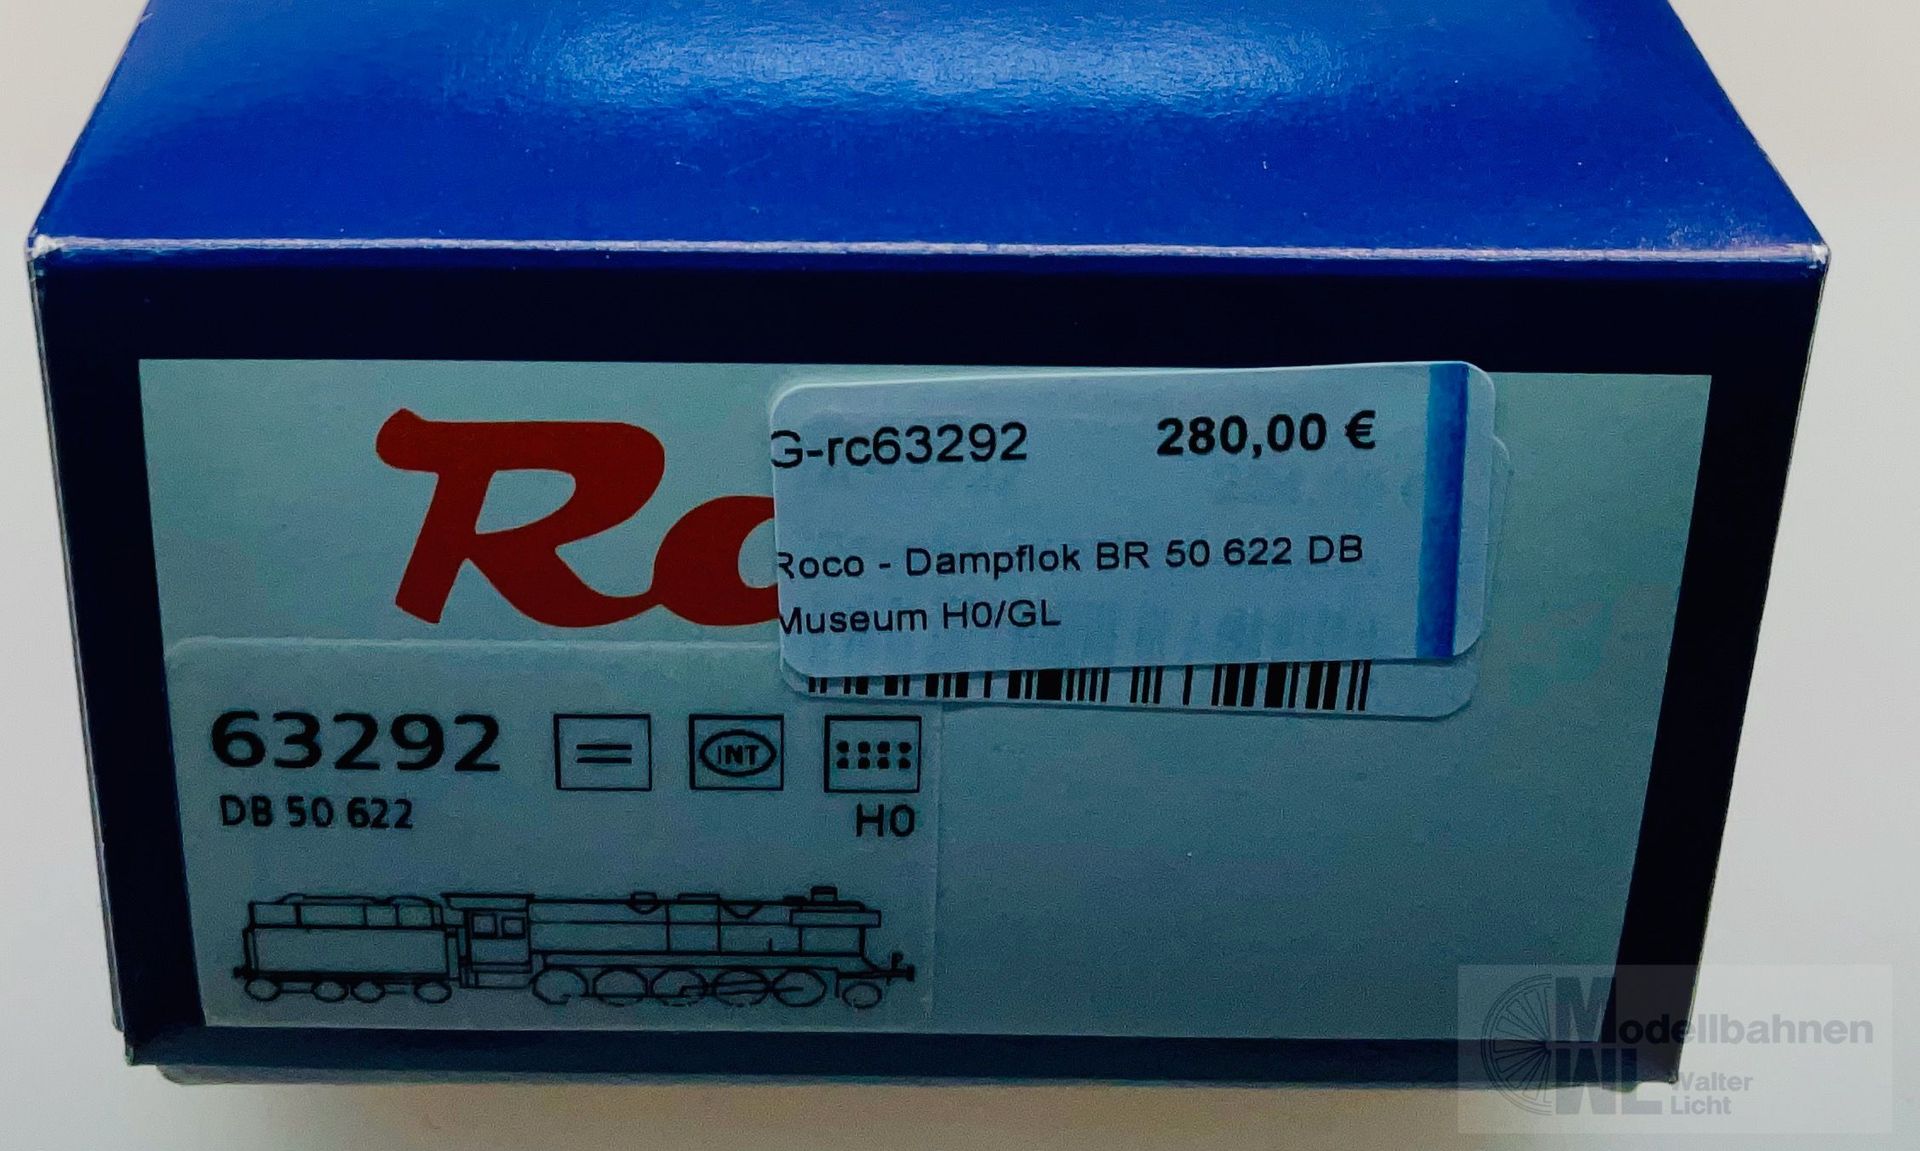 Ro
G-rc63292 280,00 €
Roco - Dampflok BR 50 622 DB
Museum H0/GL
63292
INT
DB 50 622
H0
Modellbahnen
WL Walter
Licht